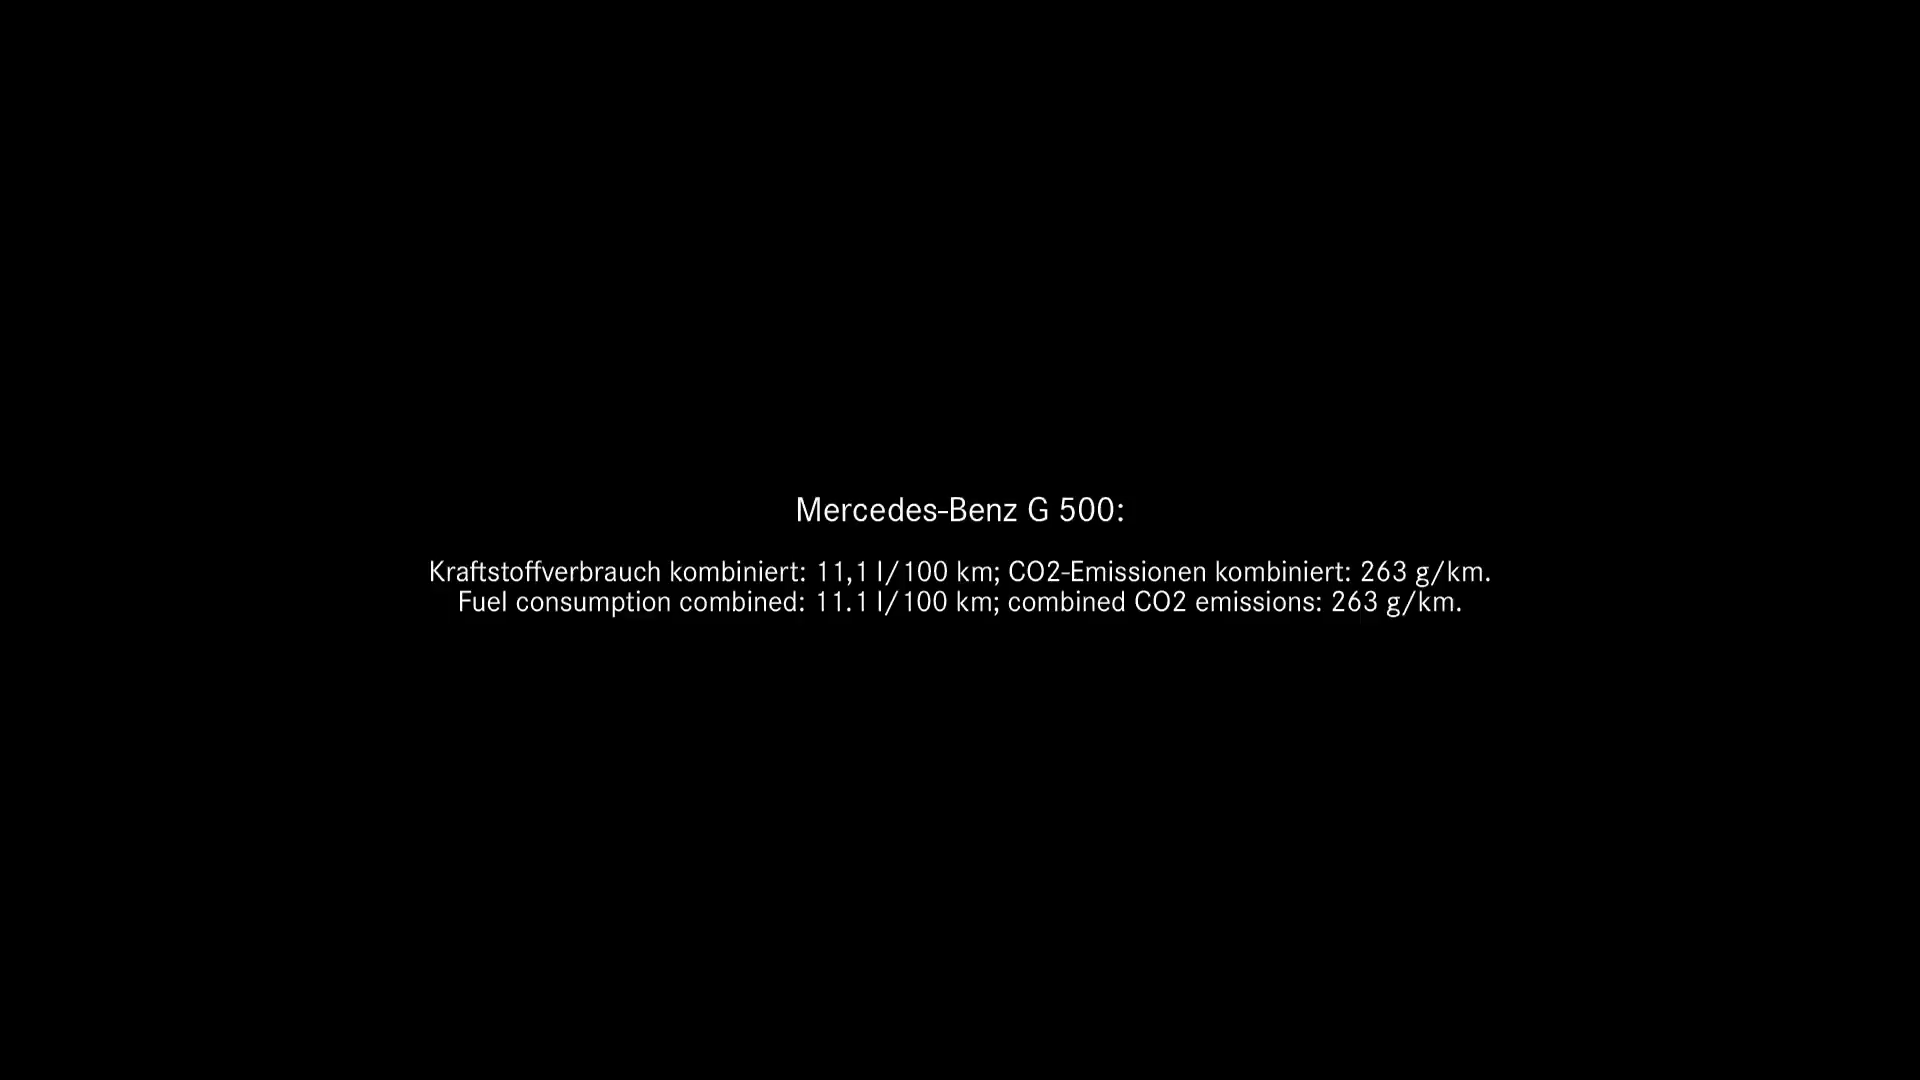 Mercedes-Benz G 500:
Kraftstoffverbrauch kombiniert: 11,1 l/100 km; CO2-Emissionen kombiniert: 263 g/km.
Fuel consumption combined: 11.1 l/100 km; combined CO2 emissions: 263 g/km.